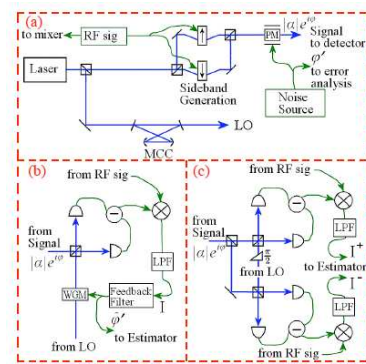 (a)
to mixer
RF sig
PM
|α|e^{iφ}
Signal
to detector
φ'
to error
analysis
Laser
Sideband
Generation
Noise
Source
LO
MCC
(b)
from RF sig
from
Signal
|α|e^{iφ}
LPF
WGM
Feedback
Filter
I
φ'
to Estimator
from LO
(c)
from RF sig
LPF
from
Signal
|α|e^{iφ}
π/2
from LO
I⁺
to Estimator
I⁻
LPF
from RF sig